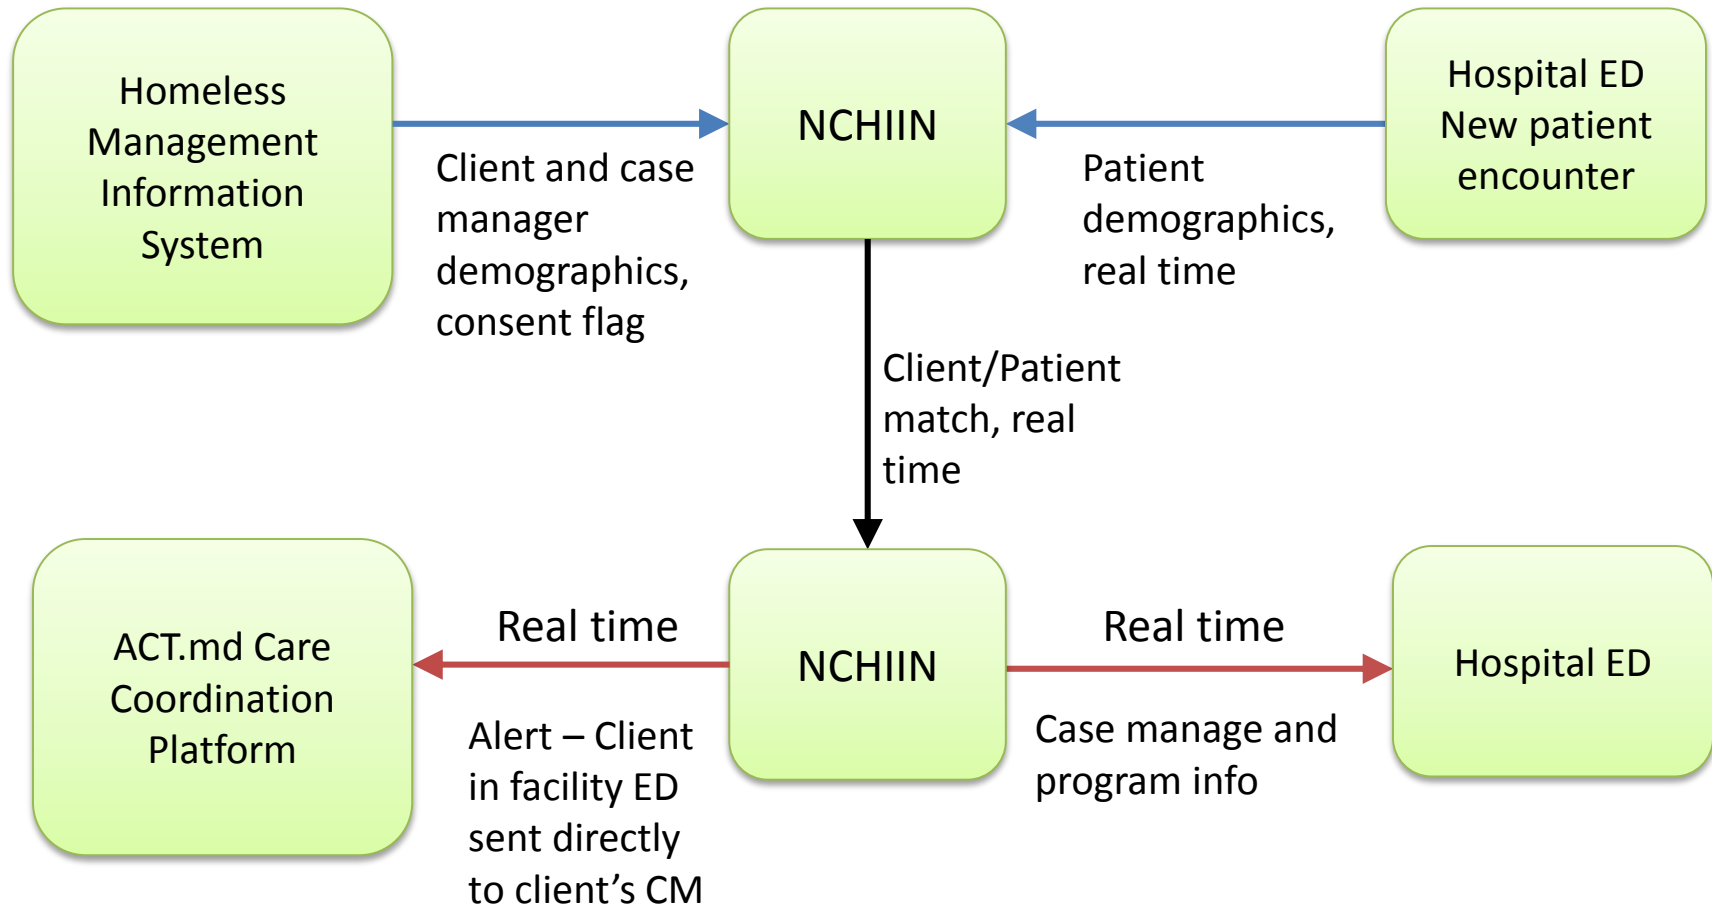 Homeless
Management
Information
System
Client and case
manager
demographics,
consent flag
NCHIIN
Patient
demographics,
real time
Hospital ED
New patient
encounter
Client/Patient
match, real
time
ACT.md Care
Coordination
Platform
Real time
Alert – Client
in facility ED
sent directly
to client’s CM
NCHIIN
Real time
Case manage and
program info
Hospital ED